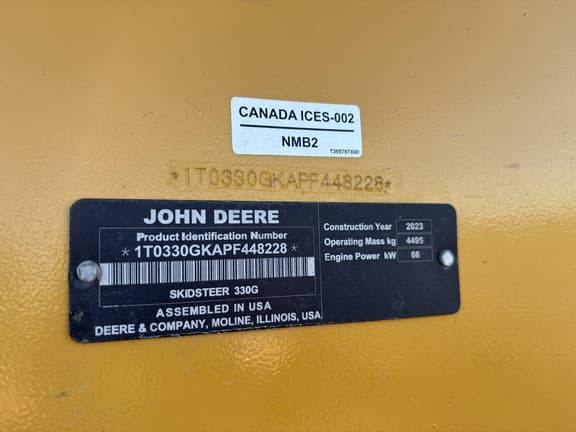 CANADA ICES-002
NMB2
*1T0330GKAPF448228*
JOHN DEERE
Product Identification Number
*1T0330GKAPF448228*
SKIDSTEER 330G
ASSEMBLED IN USA
DEERE & COMPANY, MOLINE, ILLINOIS, USA
Construction Year 2023
Operating Mass kg 4495
Engine Power kW 66